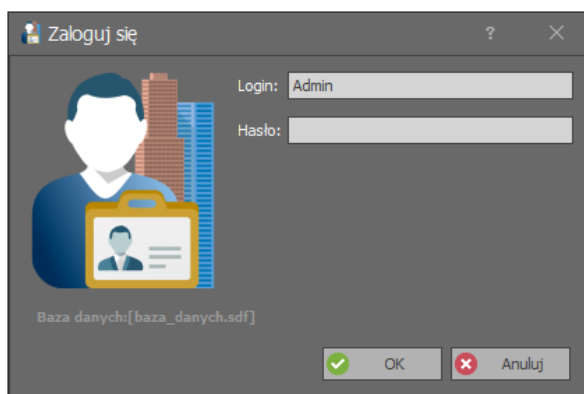 Zaloguj się ?
Login: Admin
Hasło:
Baza danych:[baza_danych.sdf]
OK Anuluj